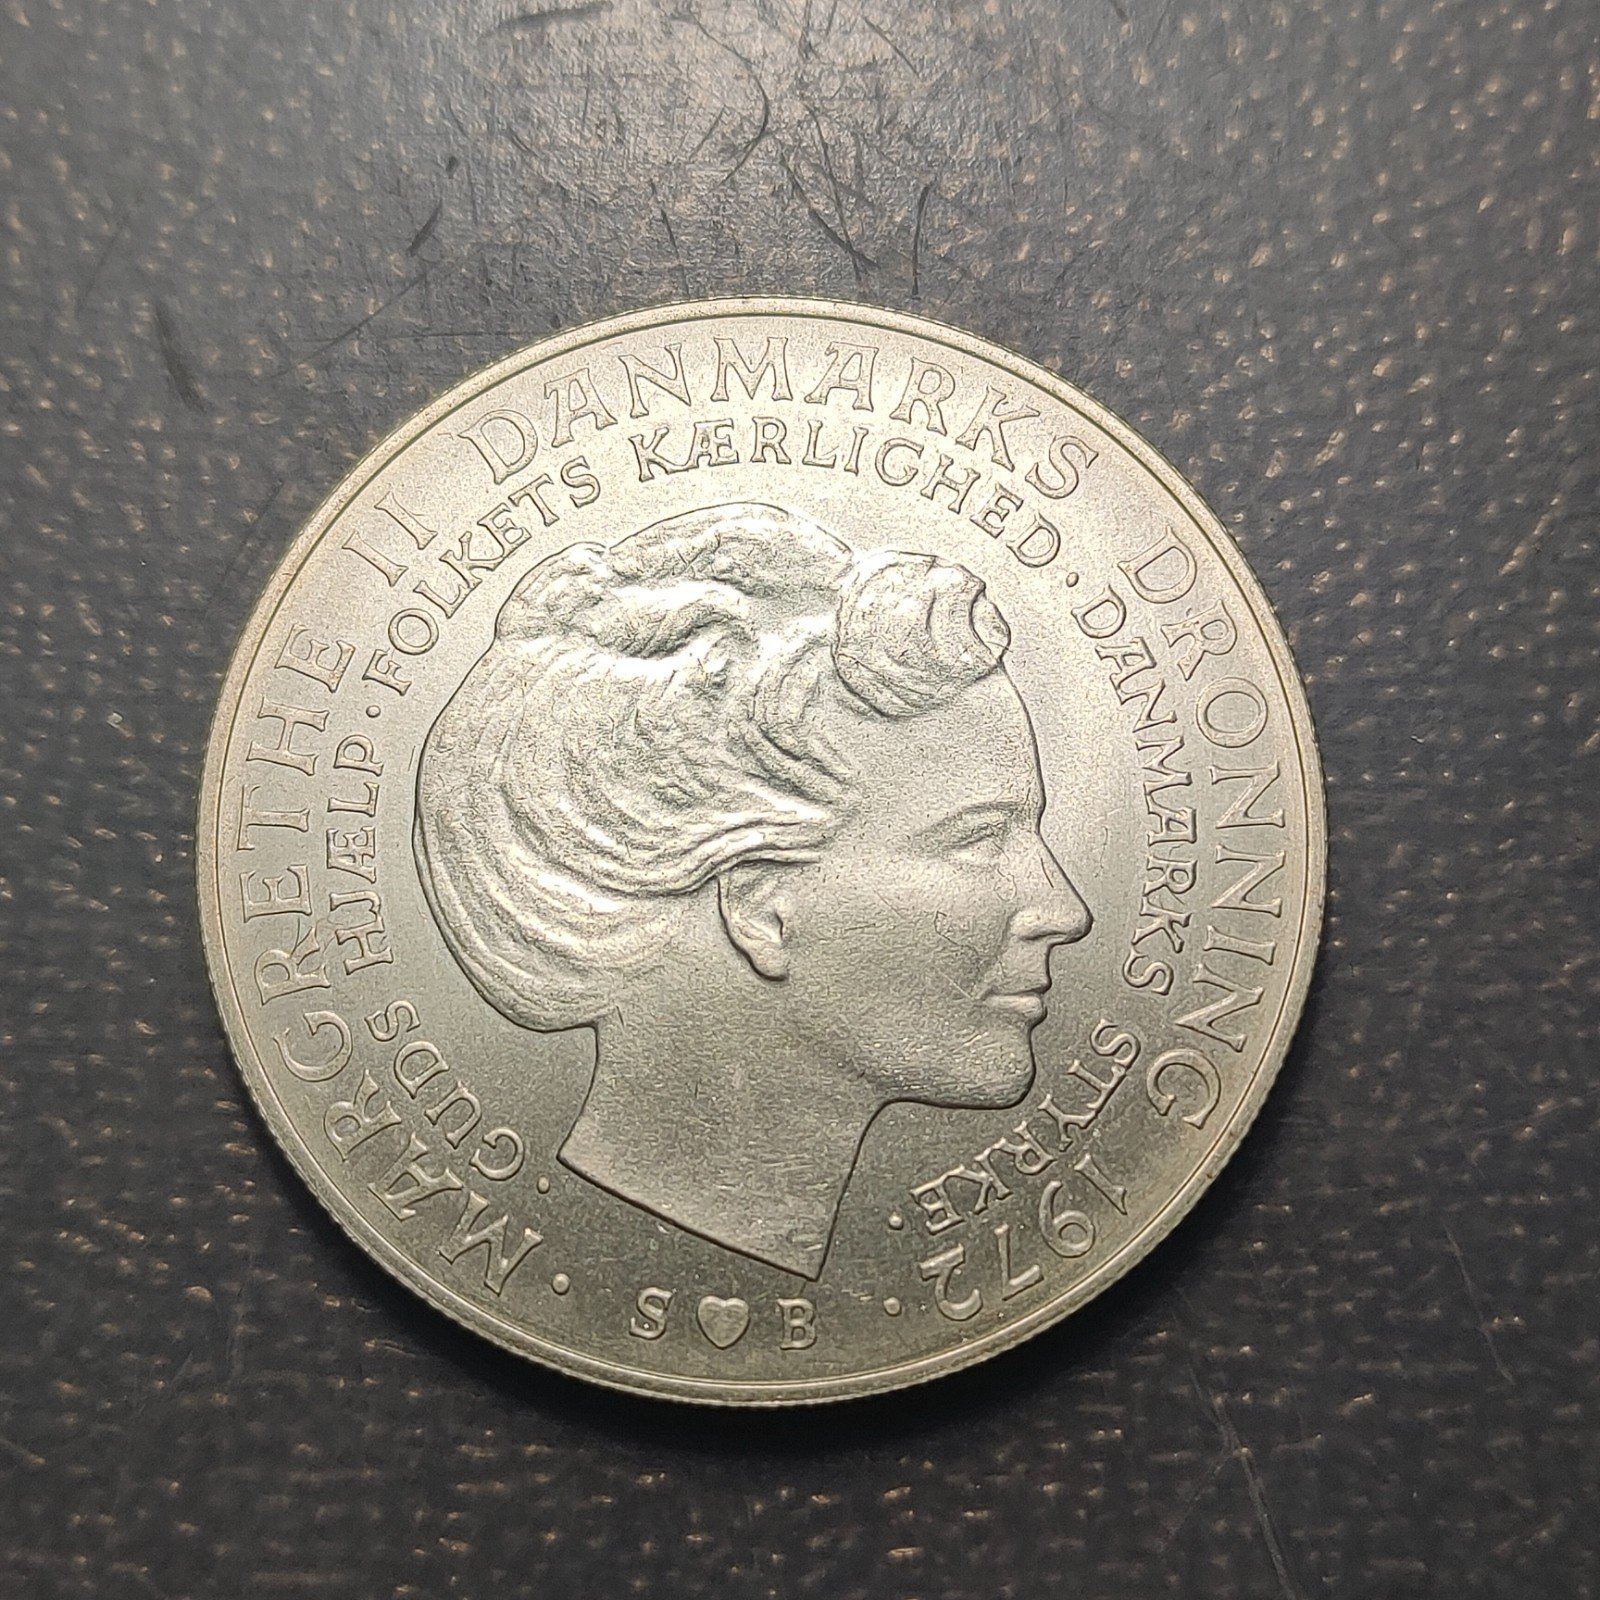 MARGRETHE II DANMARKS DRONNING 1972
GUDS HJÆLP · FOLKETS KÆRLIGHED · DANMARKS STYRKE ·
S ♥ B